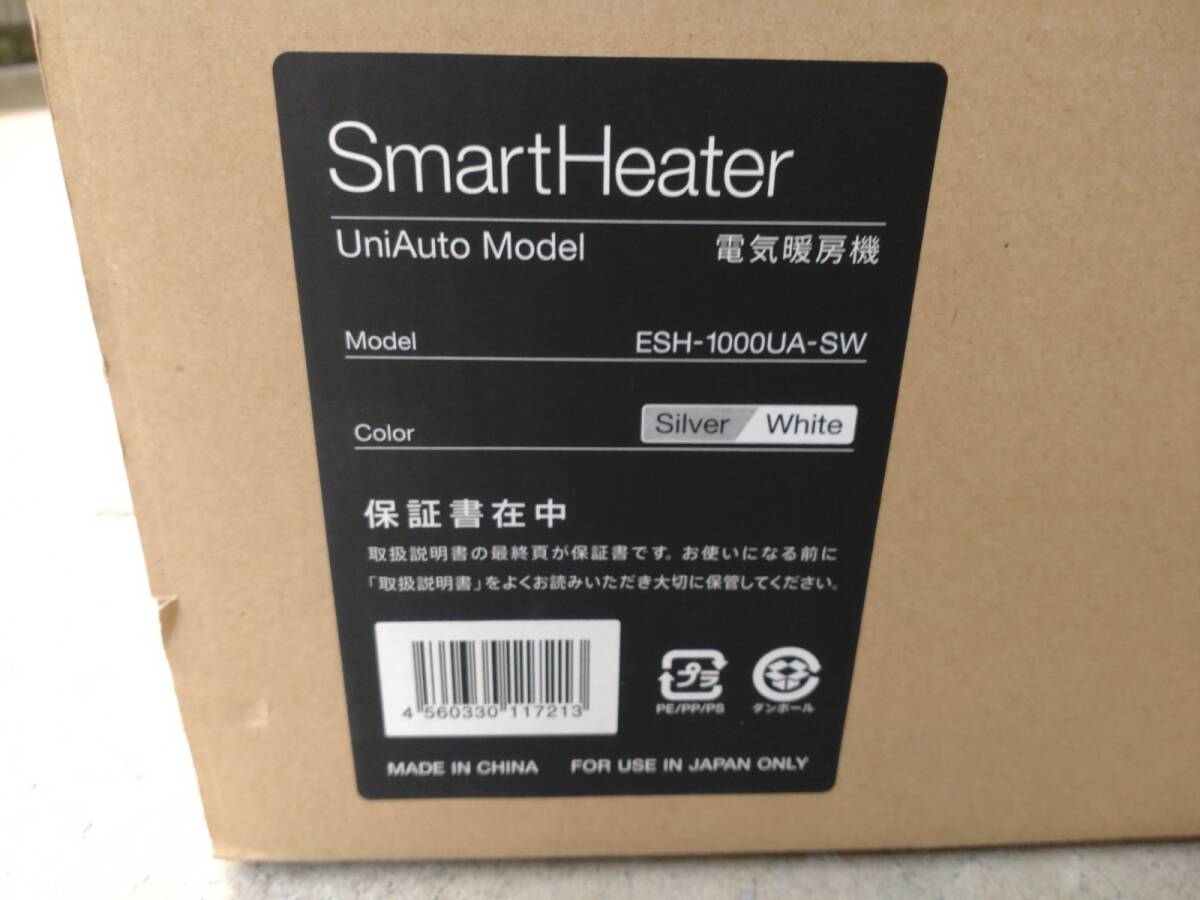 SmartHeater
UniAuto Model 電気暖房機
Model ESH-1000UA-SW
Color Silver White
保証書在中
取扱説明書の最終頁が保証書です。お使いになる前に
「取扱説明書」をよくお読みいただき大切に保管してください。
4 560330 117213
プラ
PE/PP/PS ダンボール
MADE IN CHINA FOR USE IN JAPAN ONLY